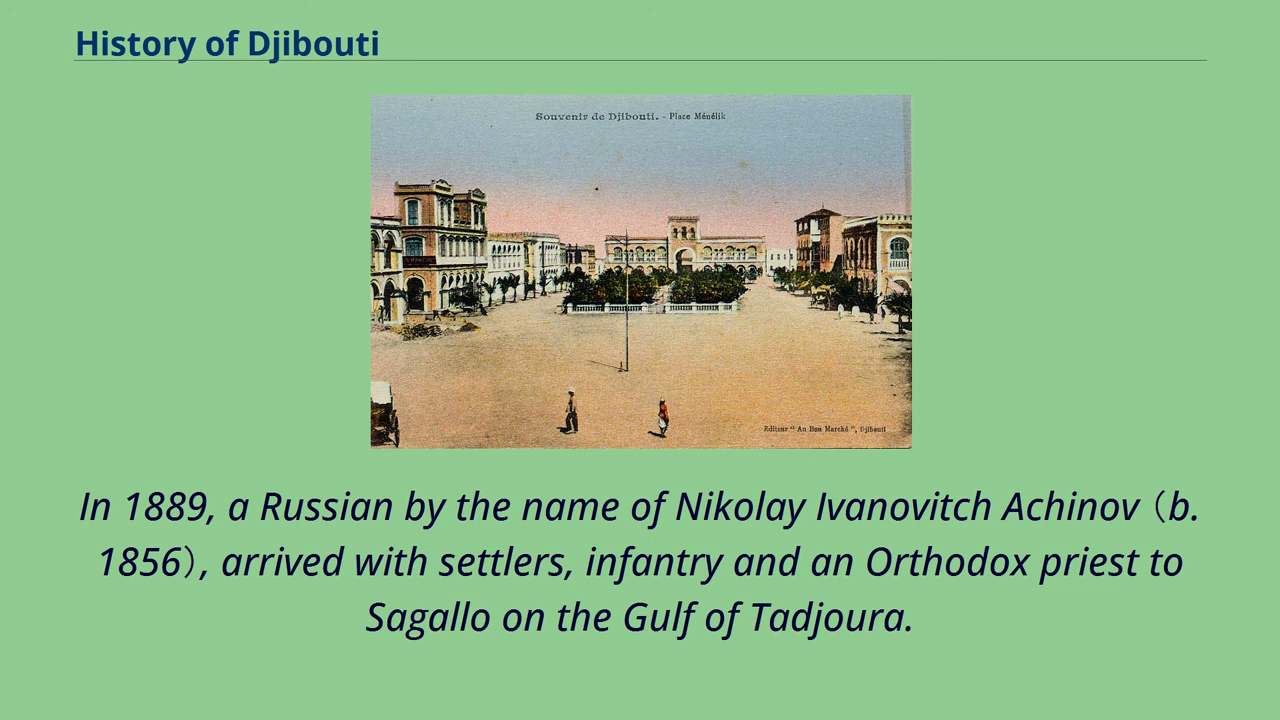 History of Djibouti
Souvenir de Djibouti. - Place Ménélik
Editeur "Au Bon Marché", Djibouti
In 1889, a Russian by the name of Nikolay Ivanovitch Achinov（b.
1856）, arrived with settlers, infantry and an Orthodox priest to
Sagallo on the Gulf of Tadjoura.